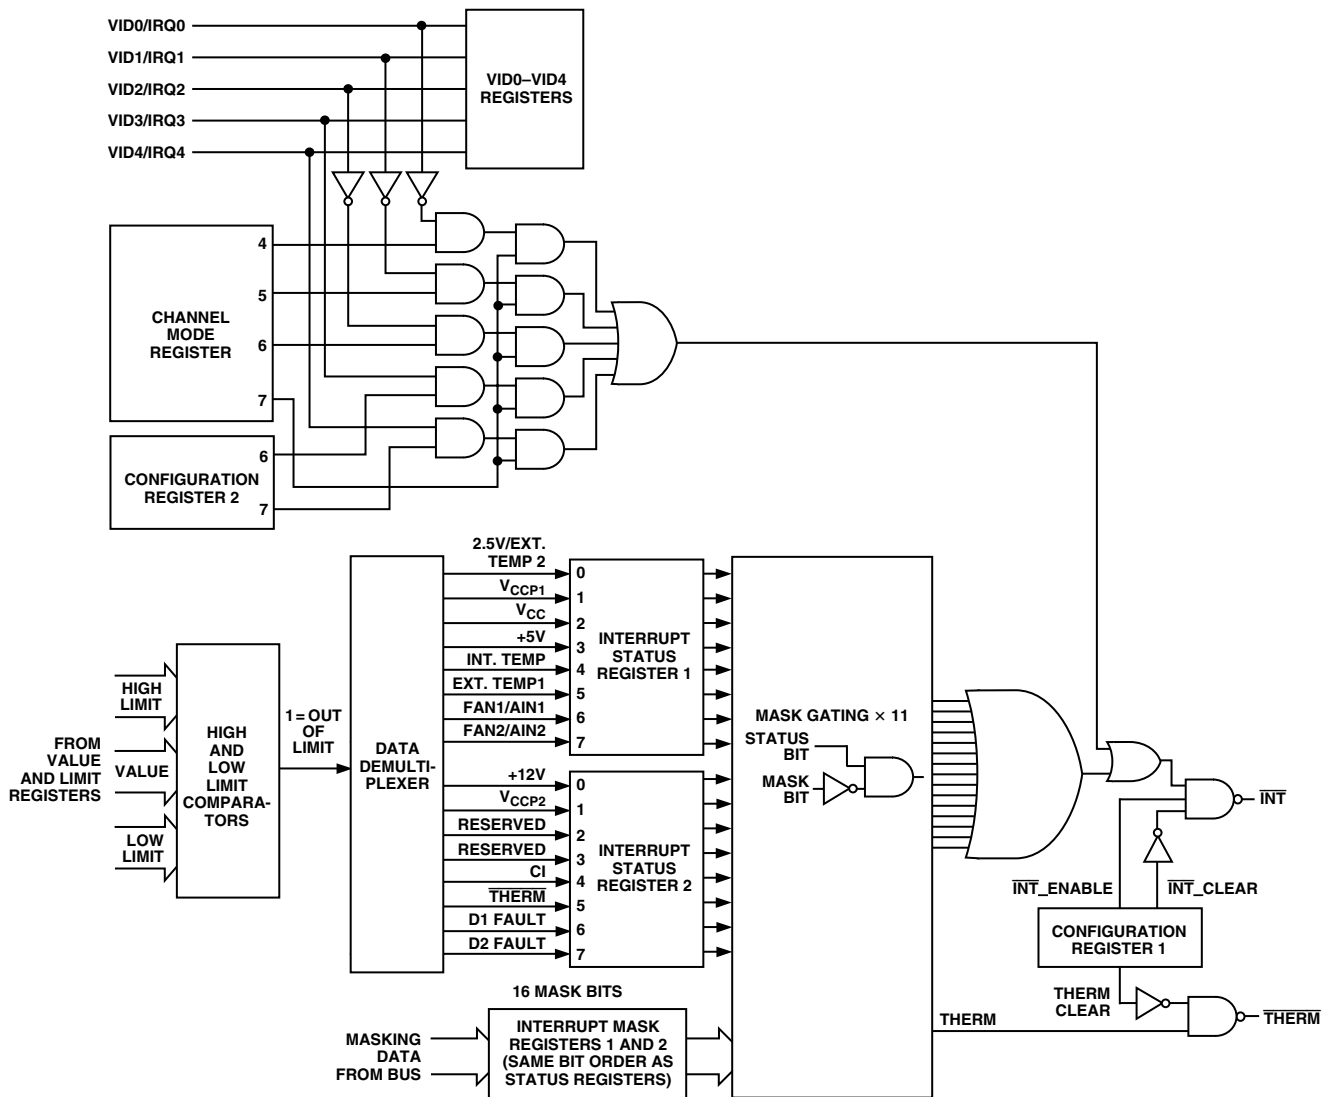 VID0/IRQ0
VID1/IRQ1
VID2/IRQ2
VID3/IRQ3
VID4/IRQ4
VID0–VID4
REGISTERS
CHANNEL
MODE
REGISTER
4
5
6
7
CONFIGURATION
REGISTER 2
6
7
FROM
VALUE
AND LIMIT
REGISTERS
HIGH
LIMIT
VALUE
LOW
LIMIT
HIGH
AND
LOW
LIMIT
COMPARA-
TORS
1 = OUT
OF
LIMIT
DATA
DEMULTI-
PLEXER
2.5V/EXT.
TEMP 2
VCCP1
VCC
+5V
INT. TEMP
EXT. TEMP1
FAN1/AIN1
FAN2/AIN2
0
1
2
3
4
5
6
7
INTERRUPT
STATUS
REGISTER 1
+12V
VCCP2
RESERVED
RESERVED
CI
T̅H̅E̅R̅M̅
D1 FAULT
D2 FAULT
0
1
2
3
4
5
6
7
INTERRUPT
STATUS
REGISTER 2
MASK GATING × 11
STATUS
BIT
MASK
BIT
I̅N̅T̅
I̅N̅T̅_ENABLE
I̅N̅T̅_CLEAR
CONFIGURATION
REGISTER 1
THERM
CLEAR
THERM
T̅H̅E̅R̅M̅
16 MASK BITS
MASKING
DATA
FROM BUS
INTERRUPT MASK
REGISTERS 1 AND 2
(SAME BIT ORDER AS
STATUS REGISTERS)